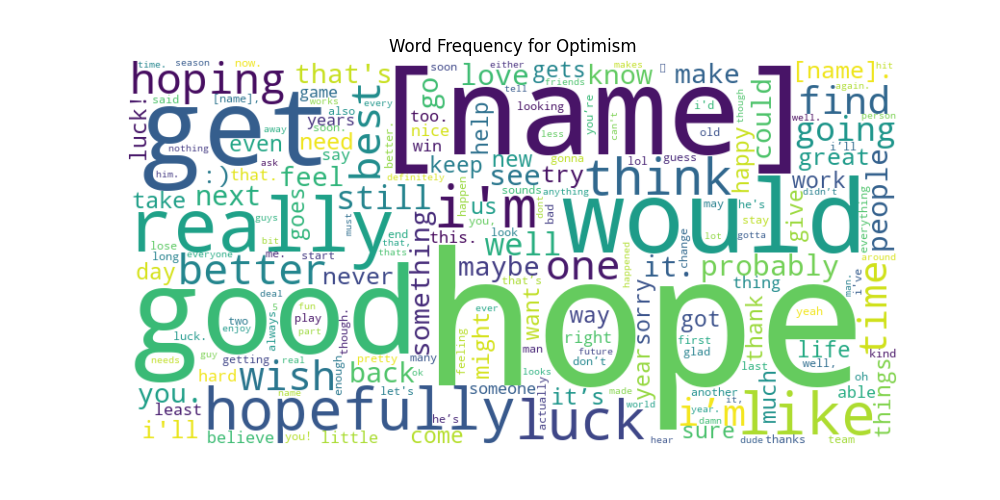 Word Frequency for Optimism
time. season now. hoping that's soon either love gets know makes make [name]. hit
luck! said [name], get game works every best go [name] tell friends looking i'd though could find again. person
nothing also years too. nice win help less you're can't old going well.
him. away soon. even need say better. definitely keep new gonna lol guess happy great i'll
ask :) that. feel see try think work people
take next goes still us sounds anything may he's didn't
really guys must i'm happen you, dont bad would lot stay give everything
lose bit end that, something this. look well gotta
long everyone me. start thats change around
day better never maybe one it. probably man. i've
good deal that's happened thing time
always 5 fun hope ever want way sorry got
two play though. part might right year first thank yeah
luck. enjoy feeling man future glad life kind
needs guy real pretty many don't last well, oh
getting wish back ok looks able
hard enough let's someone it's made another much things
you. name hopefully actually luck world i'm it, year. like
least he's damn
i'll believe you! little come hear sure dude thanks team